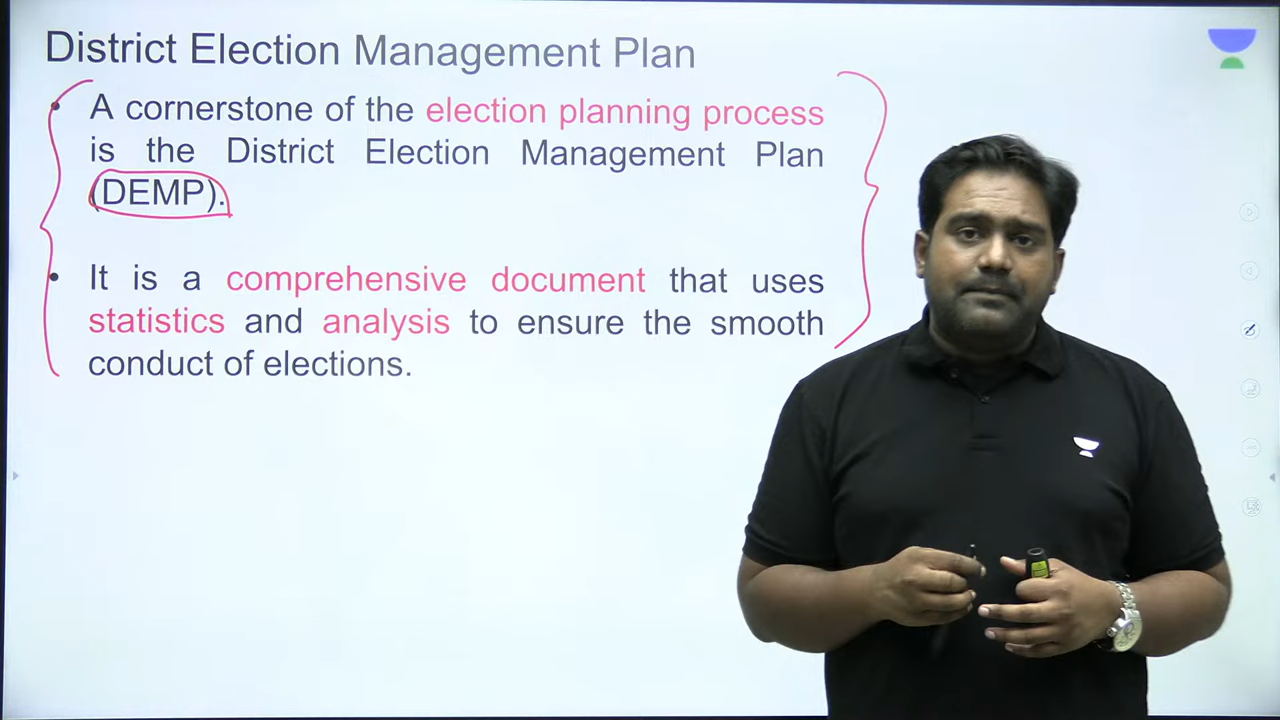 District Election Management Plan
• A cornerstone of the election planning process
is the District Election Management Plan
(DEMP).
• It is a comprehensive document that uses
statistics and analysis to ensure the smooth
conduct of elections.